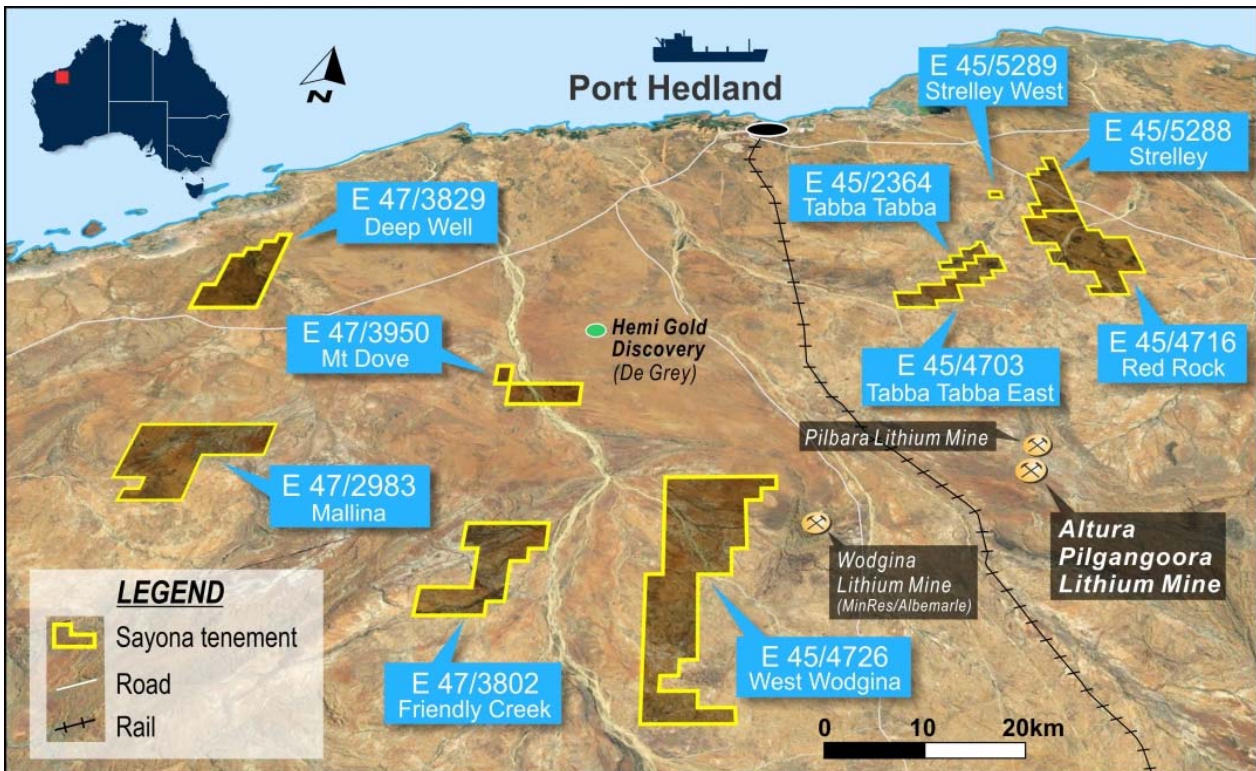 N
Port Hedland
E 45/5289
Strelley West
E 45/5288
Strelley
E 45/2364
Tabba Tabba
E 47/3829
Deep Well
E 47/3950
Mt Dove
Hemi Gold
Discovery
(De Grey)
E 45/4703
Tabba Tabba East
E 45/4716
Red Rock
Pilbara Lithium Mine
E 47/2983
Mallina
Altura
Pilgangoora
Lithium Mine
Wodgina
Lithium Mine
(MinRes/Albemarle)
E 47/3802
Friendly Creek
E 45/4726
West Wodgina
LEGEND
Sayona tenement
Road
Rail
0 10 20km